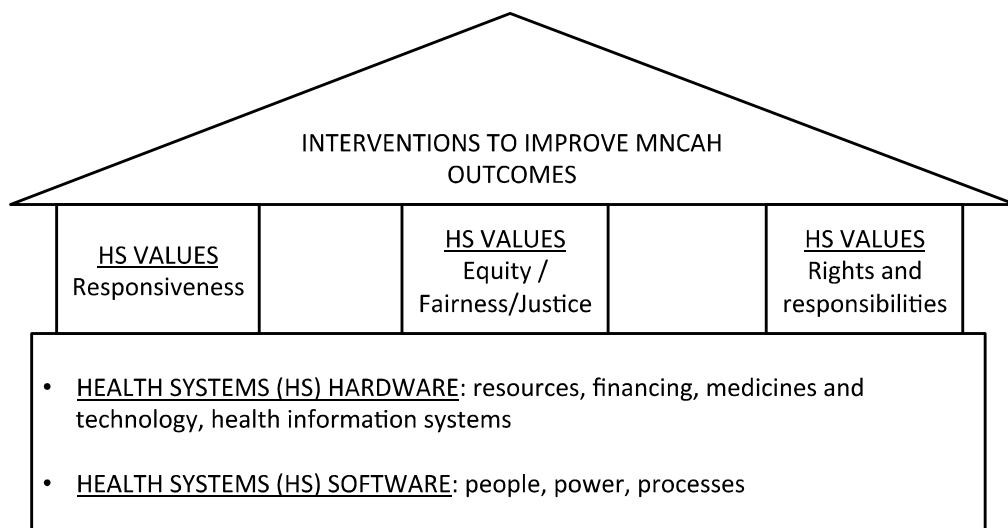 INTERVENTIONS TO IMPROVE MNCAH
OUTCOMES
HS VALUES
Responsiveness
HS VALUES
Equity /
Fairness/Justice
HS VALUES
Rights and
responsibilities
• HEALTH SYSTEMS (HS) HARDWARE: resources, financing, medicines and
technology, health information systems
• HEALTH SYSTEMS (HS) SOFTWARE: people, power, processes